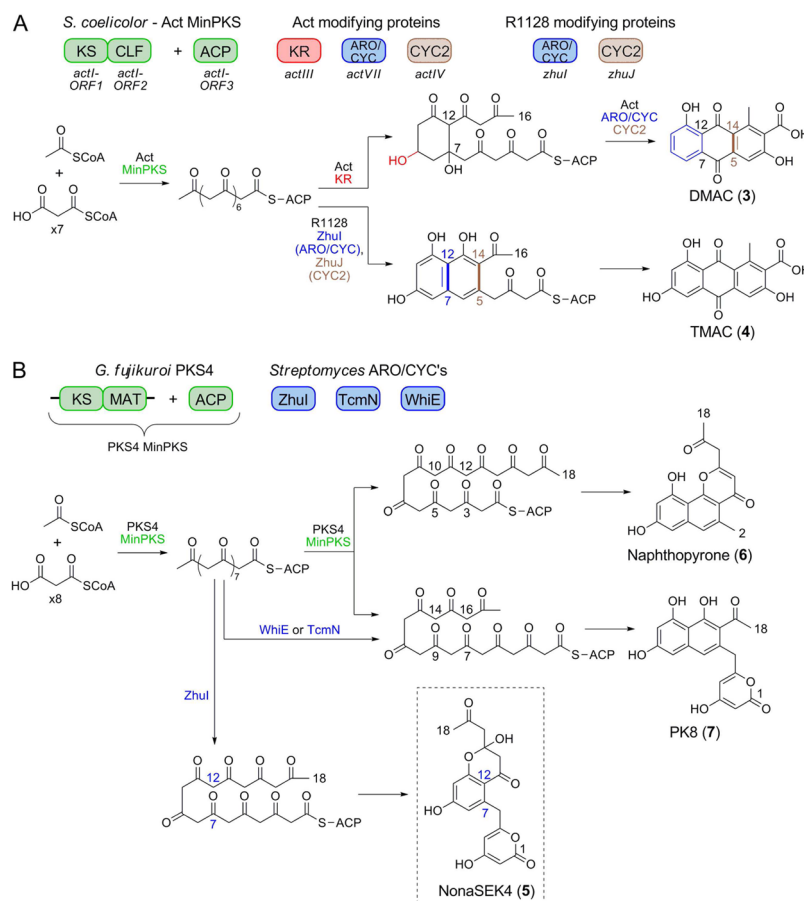 A
S. coelicolor - Act MinPKS
Act modifying proteins
R1128 modifying proteins
KS CLF + ACP
KR
ARO/
CYC
CYC2
ARO/
CYC
CYC2
actI-
ORF1
actI-
ORF2
actI-
ORF3
actIII
actVII
actIV
zhuI
zhuJ
O
SCoA
+
O O
HO SCoA
x7
Act
MinPKS
O O O
( )6 S-ACP
Act
KR
R1128
ZhuI
(ARO/CYC),
ZhuJ
(CYC2)
O O O
12 16
HO 7 O O O
OH S-ACP
Act
ARO/CYC
CYC2
OH O O
12 14 OH
7 5 OH
O
DMAC (3)
OH OH O
12 14 16
O O
HO 7 5 S-ACP
OH O O
OH
HO OH
O
TMAC (4)
B
G. fujikuroi PKS4
Streptomyces ARO/CYC's
KS MAT + ACP
ZhuI TcmN WhiE
PKS4 MinPKS
O
SCoA
+
O O
HO SCoA
x8
PKS4
MinPKS
O O O
( )7 S-ACP
PKS4
MinPKS
O O O O O
10 12 18
O O O O
O 5 3 S-ACP
18
O
OH O
O
HO 2
Naphthopyrone (6)
WhiE or TcmN
O O O
14 16
O O O O O O
9 7 S-ACP
OH OH O
18
HO
O 1
HO O
PK8 (7)
ZhuI
O O O O
12 18
O O O O O
7 S-ACP
O
18 OH
O
12 O
HO 7
O 1
HO O
NonaSEK4 (5)